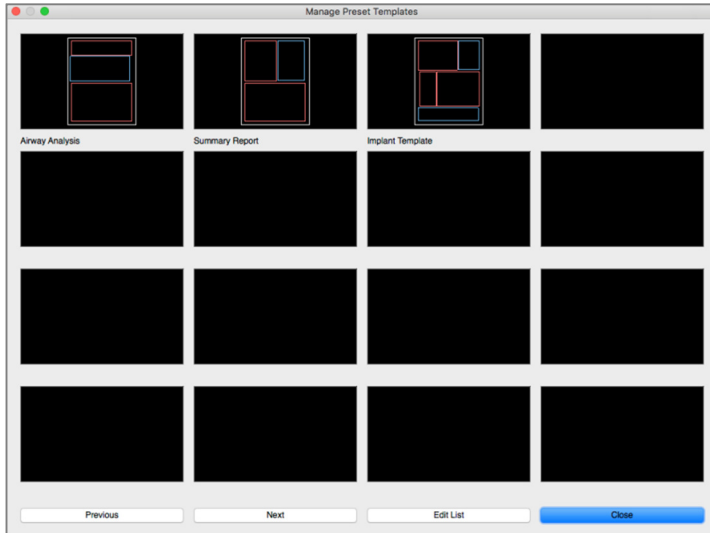 Manage Preset Templates
Airway Analysis
Summary Report
Implant Template
Previous
Next
Edit List
Close